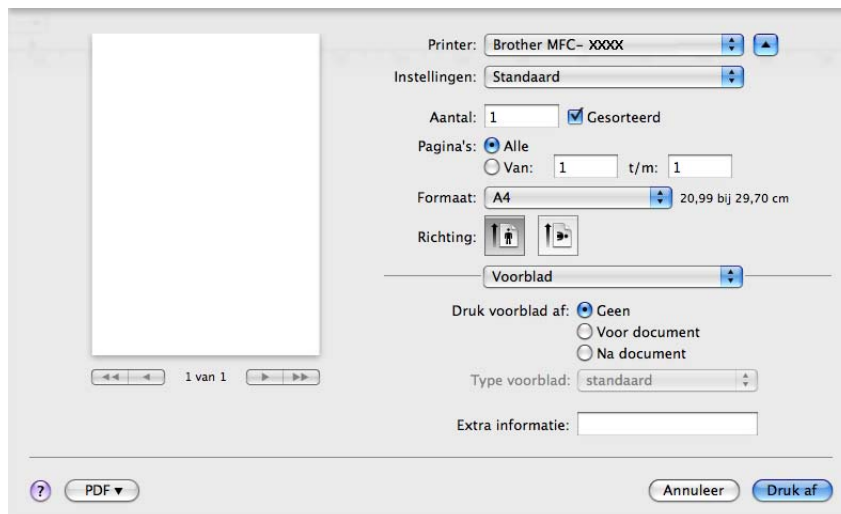 Printer: Brother MFC- XXXX
Instellingen: Standaard
Aantal: 1 Gesorteerd
Pagina's: Alle
Van: 1 t/m: 1
Formaat: A4 20,99 bij 29,70 cm
Richting:
Voorblad
Druk voorblad af: Geen
Voor document
Na document
Type voorblad: standaard
Extra informatie:
1 van 1
? PDF ▼ Annuleer Druk af